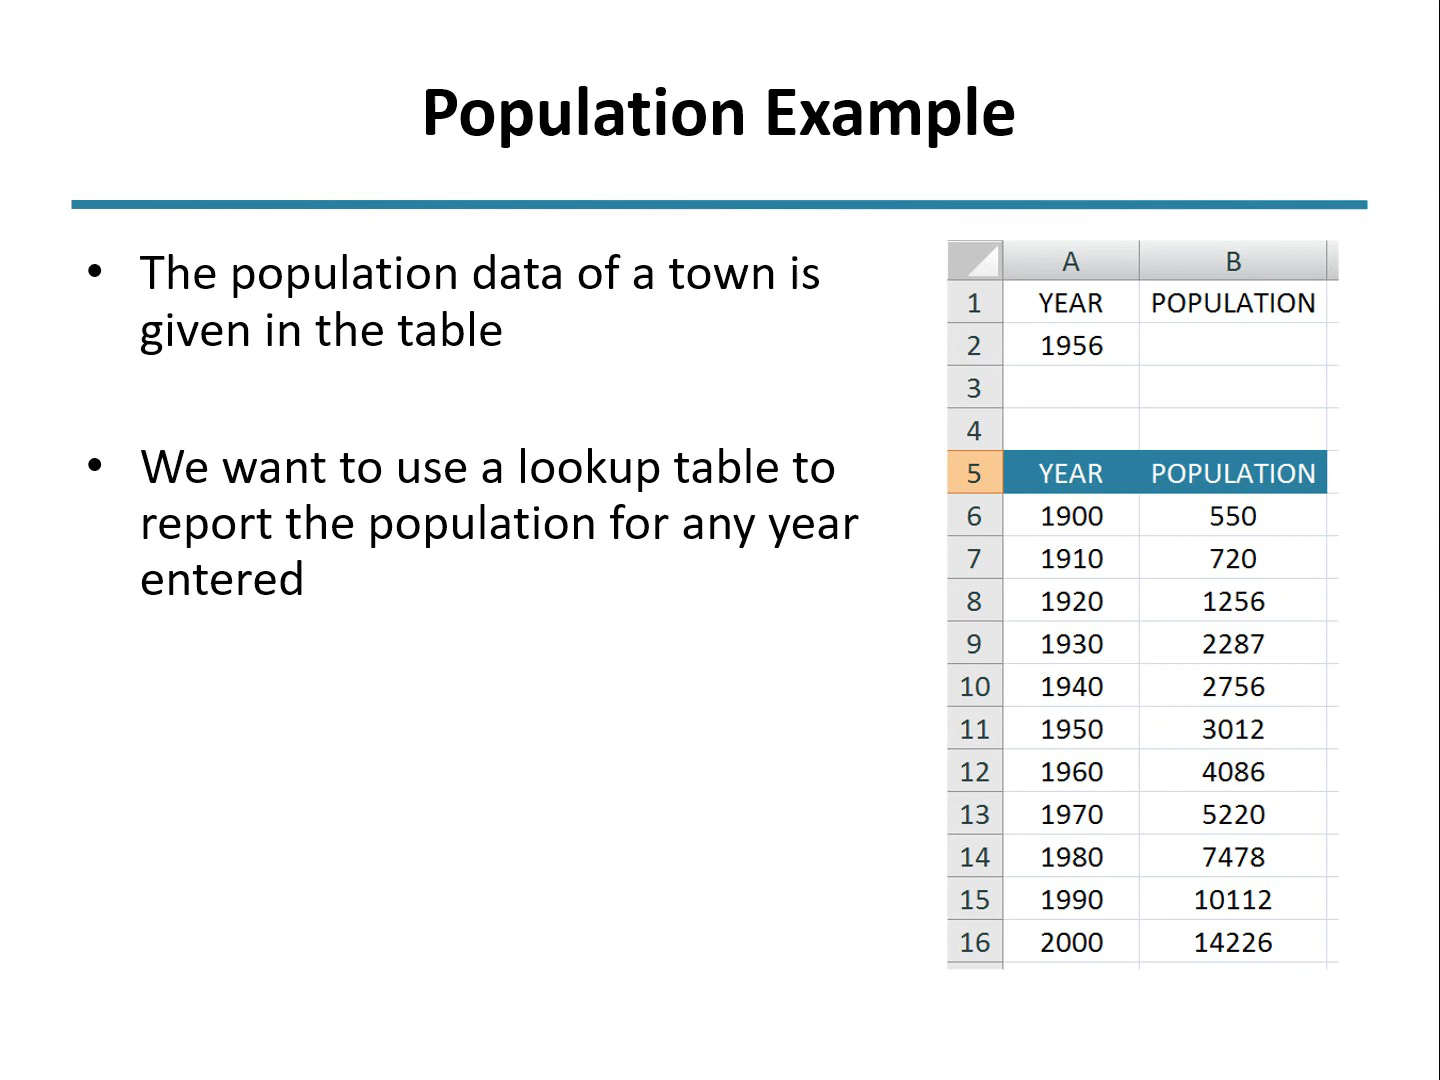 Population Example
• The population data of a town is
given in the table
• We want to use a lookup table to
report the population for any year
entered
A B
1 YEAR POPULATION
2 1956
3
4
5 YEAR POPULATION
6 1900 550
7 1910 720
8 1920 1256
9 1930 2287
10 1940 2756
11 1950 3012
12 1960 4086
13 1970 5220
14 1980 7478
15 1990 10112
16 2000 14226